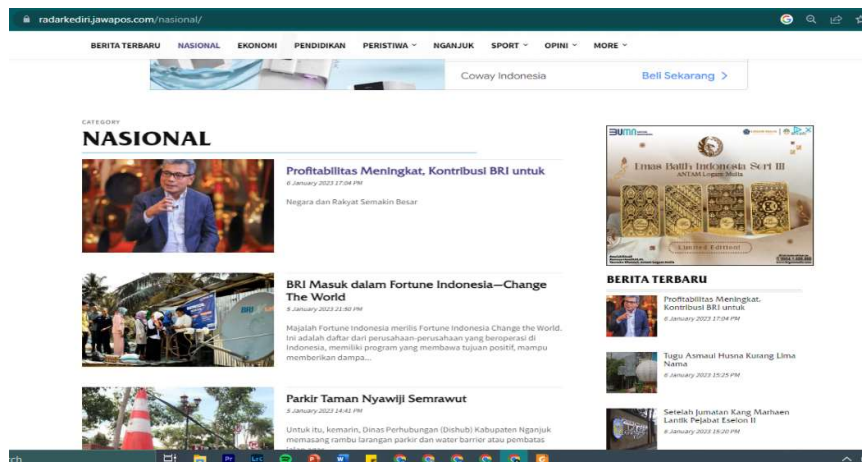 radarkediri.jawapos.com/nasional/
BERITA TERBARU NASIONAL EKONOMI PENDIDIKAN PERISTIWA NGANJUK SPORT OPINI MORE
Coway Indonesia
Beli Sekarang >
CATEGORY
NASIONAL
Profitabilitas Meningkat, Kontribusi BRI untuk
6 January 2023 17:04 PM
Negara dan Rakyat Semakin Besar
BRI Masuk dalam Fortune Indonesia—Change
The World
5 January 2023 21:50 PM
Majalah Fortune Indonesia merilis Fortune Indonesia Change the World.
Ini adalah daftar dari perusahaan-perusahaan yang beroperasi di
Indonesia, memiliki program yang membawa tujuan positif, mampu
memberikan dampa...
Parkir Taman Nyawiji Semrawut
5 January 2023 14:41 PM
Untuk itu, kemarin, Dinas Perhubungan (Dishub) Kabupaten Nganjuk
memasang rambu larangan parkir dan water barrier atau pembatas
BUMN
Emas Batik Indonesia Seri III
ANTAM Logam Mulia
Limited Edition!
BERITA TERBARU
Profitabilitas Meningkat,
Kontribusi BRI untuk
6 January 2023 17:04 PM
Tugu Asmaul Husna Kurang Lima
Nama
6 January 2023 15:25 PM
Setelah Jumatan Kang Marhaen
Lantik Pejabat Eselon II
6 January 2023 15:20 PM
rch